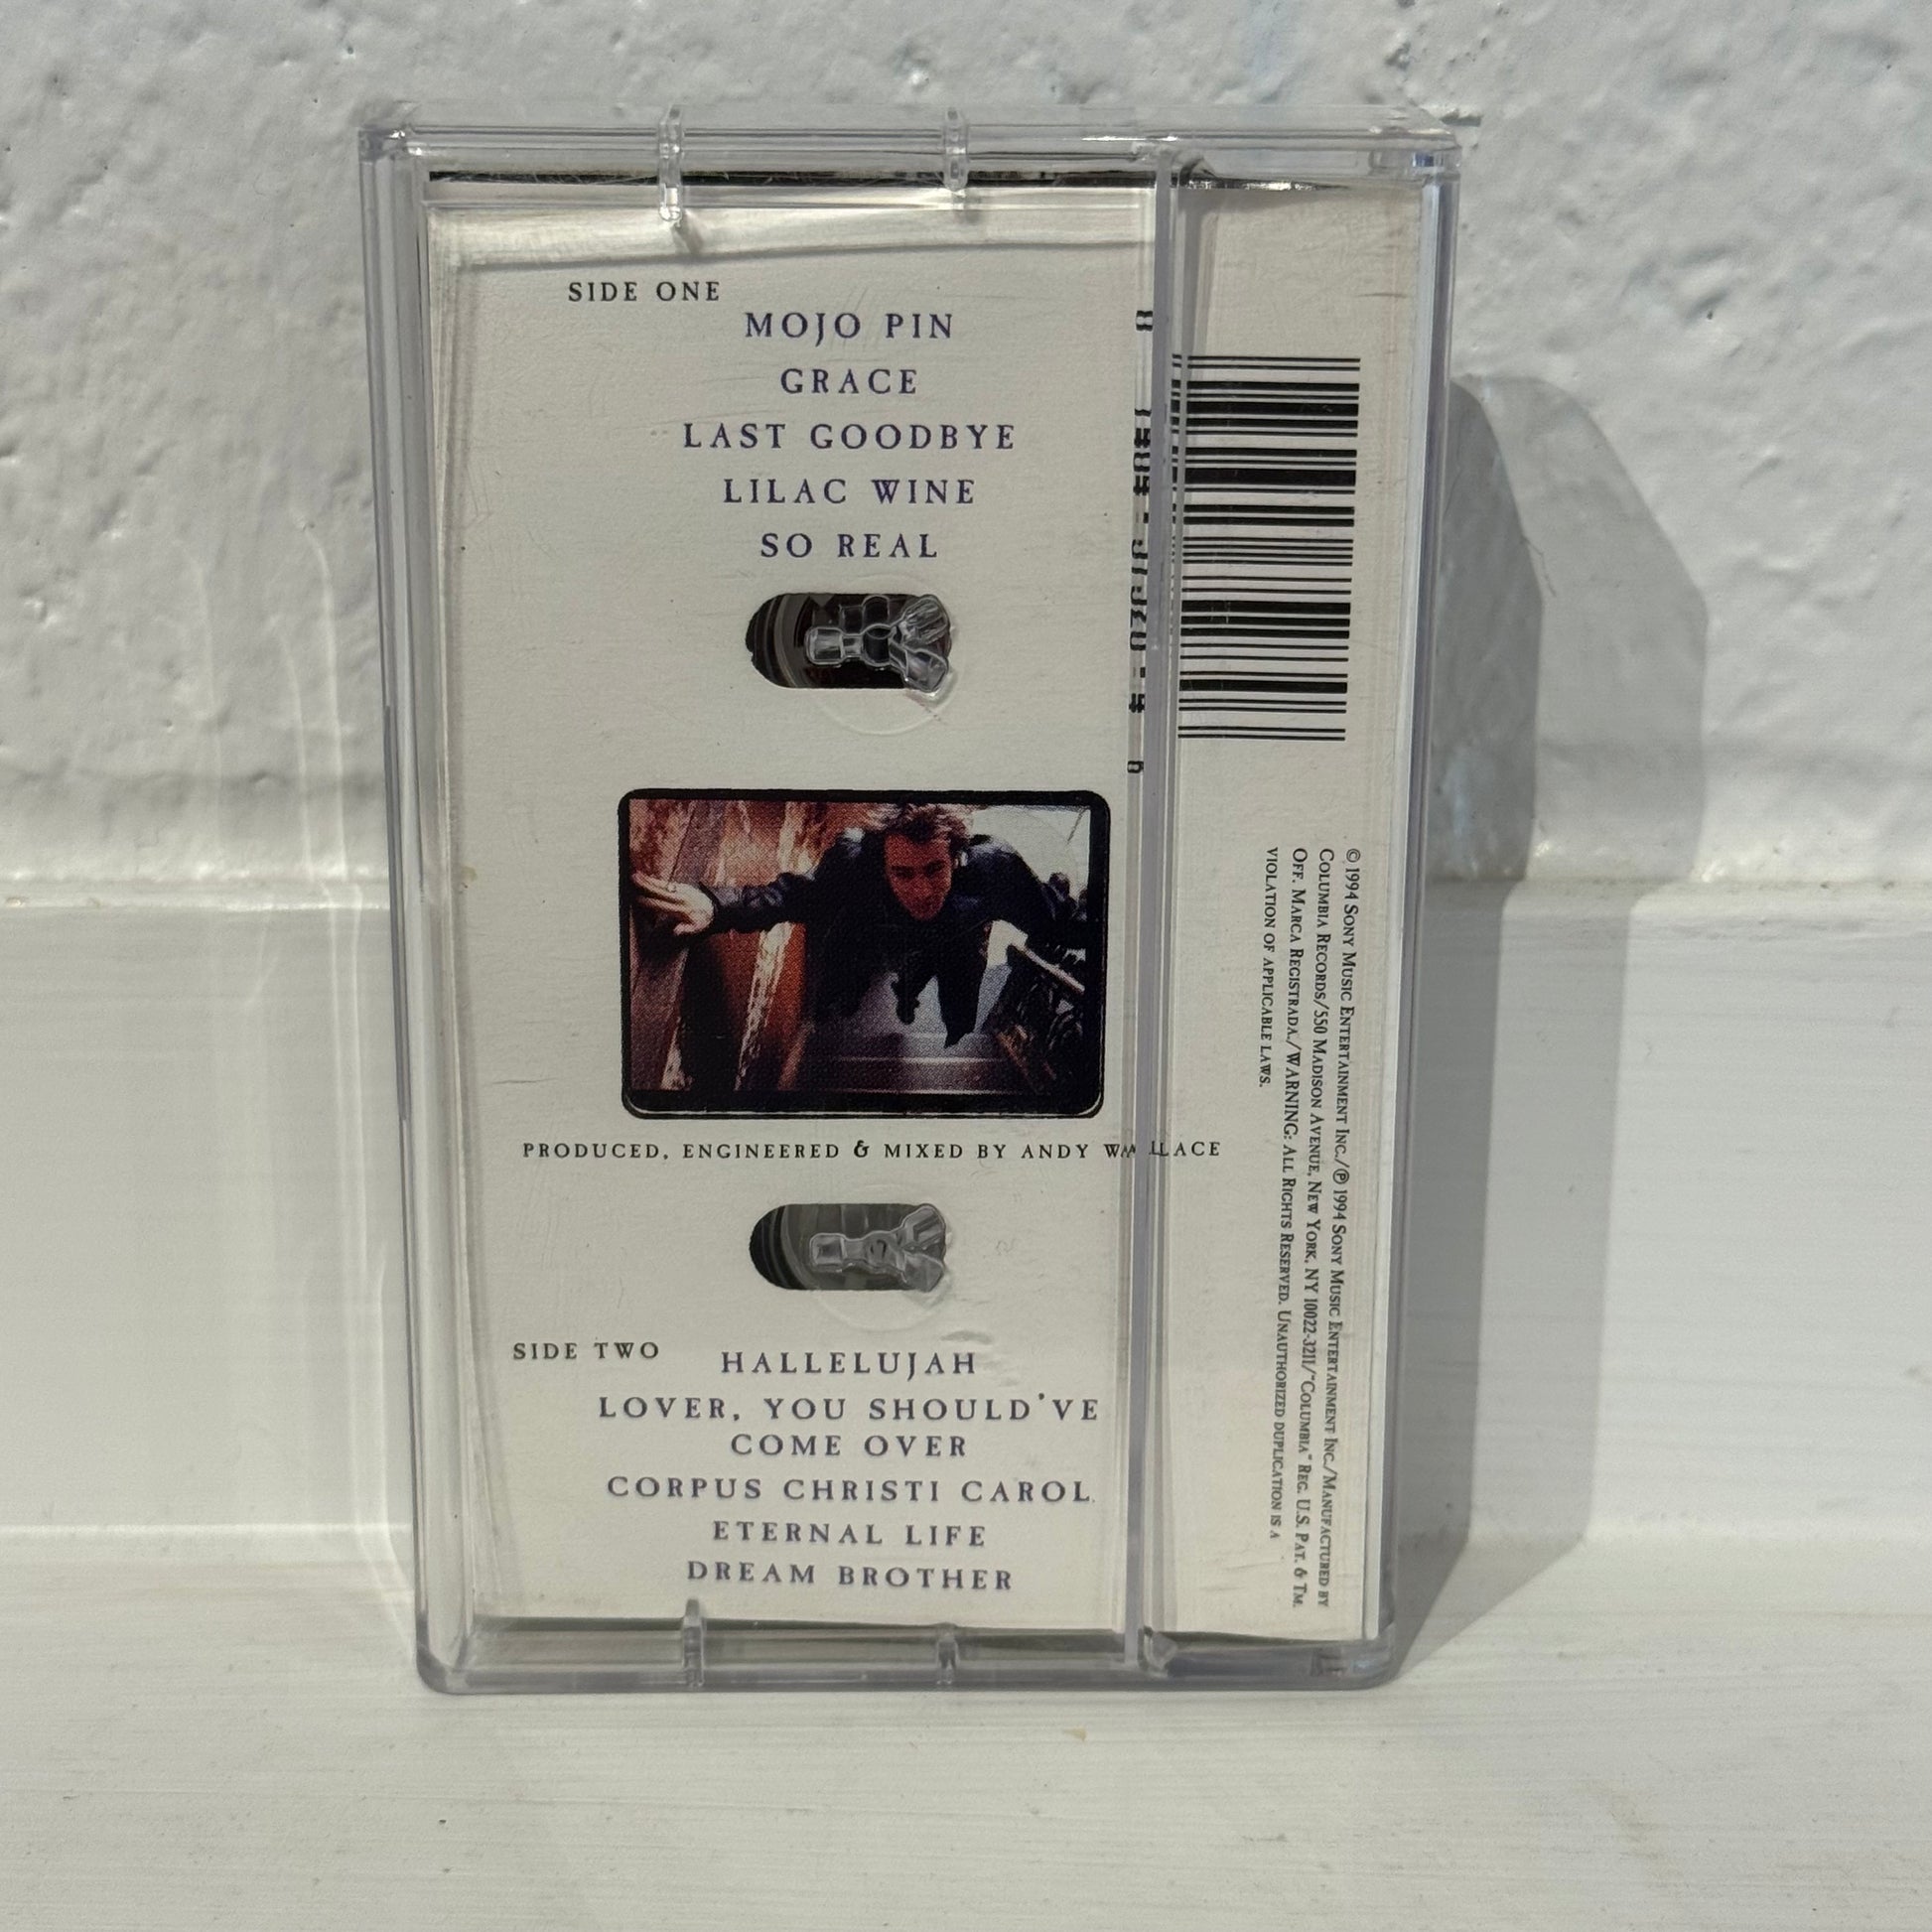 SIDE ONE
MOJO PIN
GRACE
LAST GOODBYE
LILAC WINE
SO REAL
PRODUCED, ENGINEERED & MIXED BY ANDY WALLACE
SIDE TWO
HALLELUJAH
LOVER, YOU SHOULD'VE
COME OVER
CORPUS CHRISTI CAROL
ETERNAL LIFE
DREAM BROTHER
© 1994 SONY MUSIC ENTERTAINMENT INC./℗ 1994 SONY MUSIC ENTERTAINMENT INC./MANUFACTURED BY
COLUMBIA RECORDS/550 MADISON AVENUE, NEW YORK, NY 10022-3211/"COLUMBIA" REG. U.S. PAT. & TM.
OFF. MARCA REGISTRADA./WARNING: ALL RIGHTS RESERVED. UNAUTHORIZED DUPLICATION IS A
VIOLATION OF APPLICABLE LAWS.